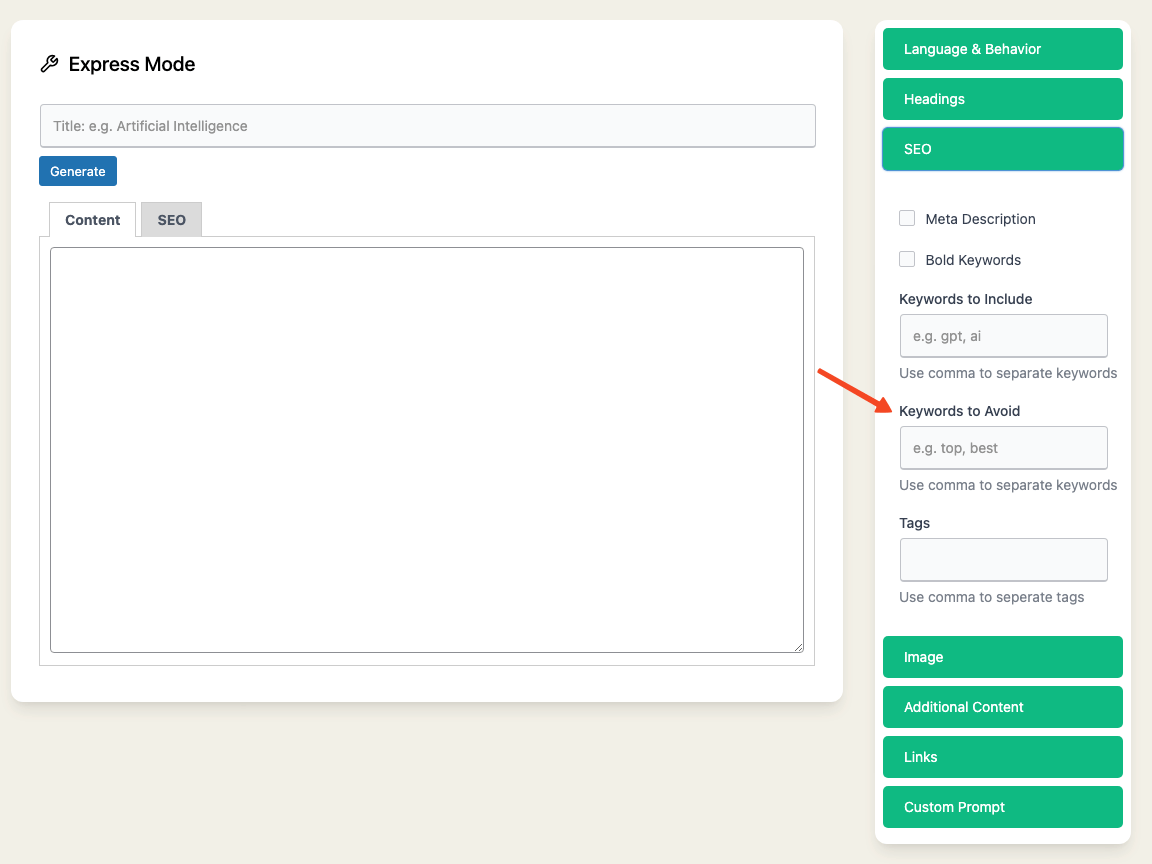 Express Mode
Title: e.g. Artificial Intelligence
Generate
Content
SEO
Language & Behavior
Headings
SEO
Meta Description
Bold Keywords
Keywords to Include
e.g. gpt, ai
Use comma to separate keywords
Keywords to Avoid
e.g. top, best
Use comma to separate keywords
Tags
Use comma to seperate tags
Image
Additional Content
Links
Custom Prompt